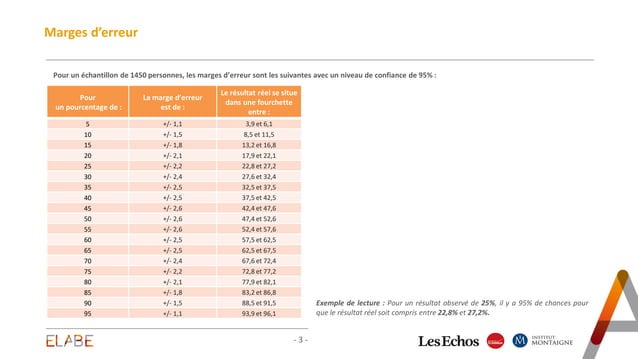 Marges d'erreur
Pour un échantillon de 1450 personnes, les marges d'erreur sont les suivantes avec un niveau de confiance de 95% :
Pour un pourcentage de : La marge d'erreur est de : Le résultat réel se situe dans une fourchette entre :
5 +/- 1,1 3,9 et 6,1
10 +/- 1,5 8,5 et 11,5
15 +/- 1,8 13,2 et 16,8
20 +/- 2,1 17,9 et 22,1
25 +/- 2,2 22,8 et 27,2
30 +/- 2,4 27,6 et 32,4
35 +/- 2,5 32,5 et 37,5
40 +/- 2,5 37,5 et 42,5
45 +/- 2,6 42,4 et 47,6
50 +/- 2,6 47,4 et 52,6
55 +/- 2,6 52,4 et 57,6
60 +/- 2,5 57,5 et 62,5
65 +/- 2,5 62,5 et 67,5
70 +/- 2,4 67,6 et 72,4
75 +/- 2,2 72,8 et 77,2
80 +/- 2,1 77,9 et 82,1
85 +/- 1,8 83,2 et 86,8
90 +/- 1,5 88,5 et 91,5
95 +/- 1,1 93,9 et 96,1
Exemple de lecture : Pour un résultat observé de 25%, il y a 95% de chances pour
que le résultat réel soit compris entre 22,8% et 27,2%.
ELABE
- 3 -
Les Echos
INSTITUT
MONTAIGNE